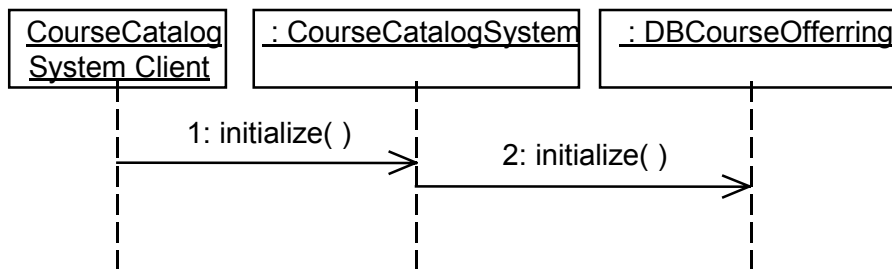 CourseCatalog
System Client
: CourseCatalogSystem
: DBCourseOfferring
1: initialize( )
2: initialize( )